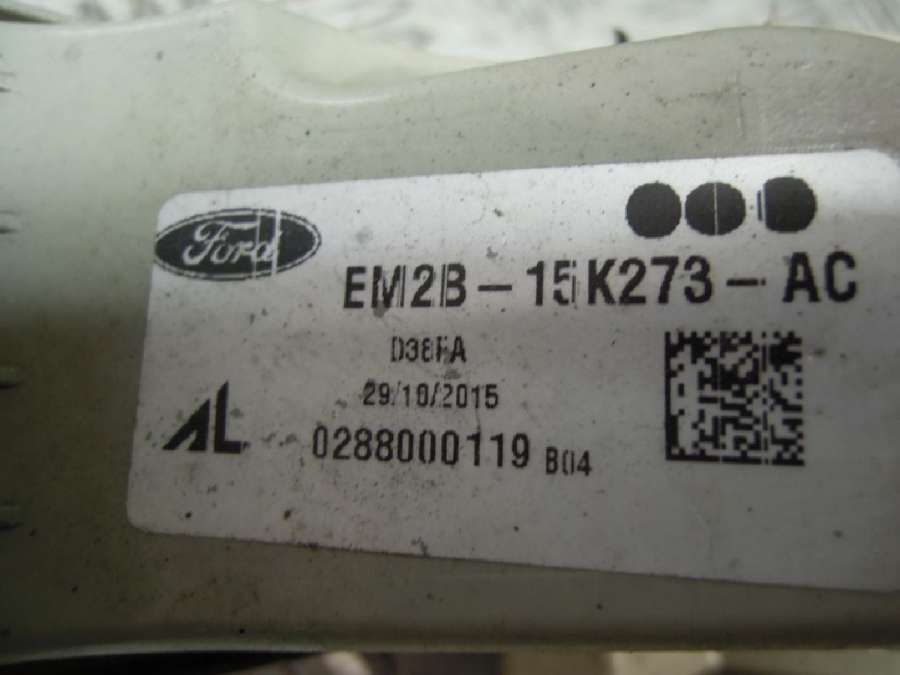 Ford
EM2B-15K273-AC
D38FA
29/10/2015
AL
0288000119 B04